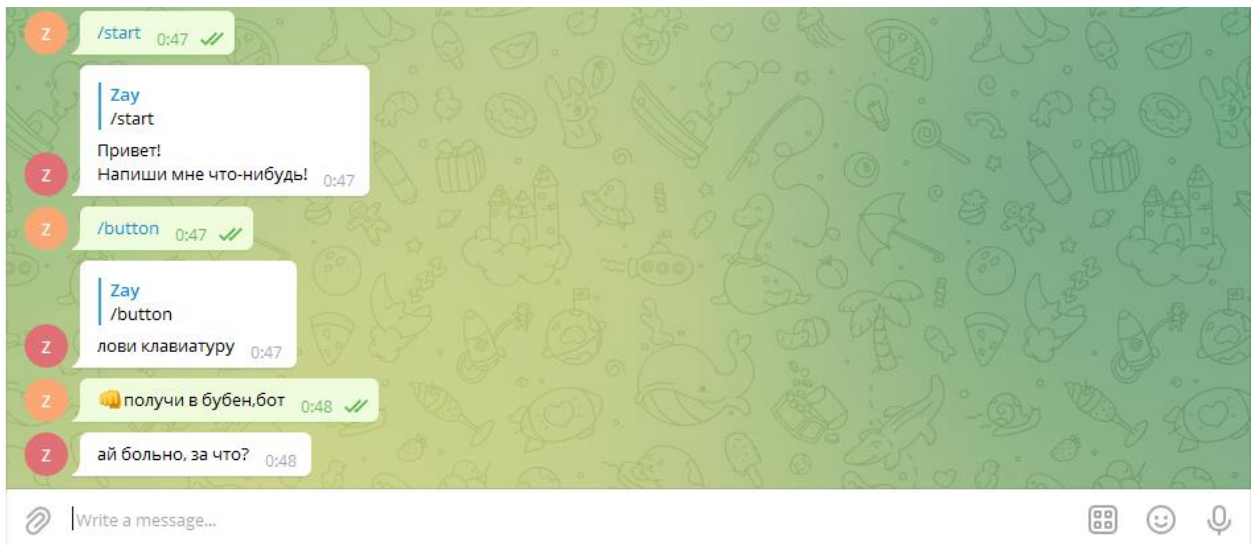 Z
/start 0:47
Zay
/start
Привет!
Z
Напиши мне что-нибудь! 0:47
Z
/button 0:47
Zay
/button
Z
лови клавиатуру 0:47
Z
👊получи в бубен,бот 0:48
Z
ай больно, за что? 0:48
Write a message...